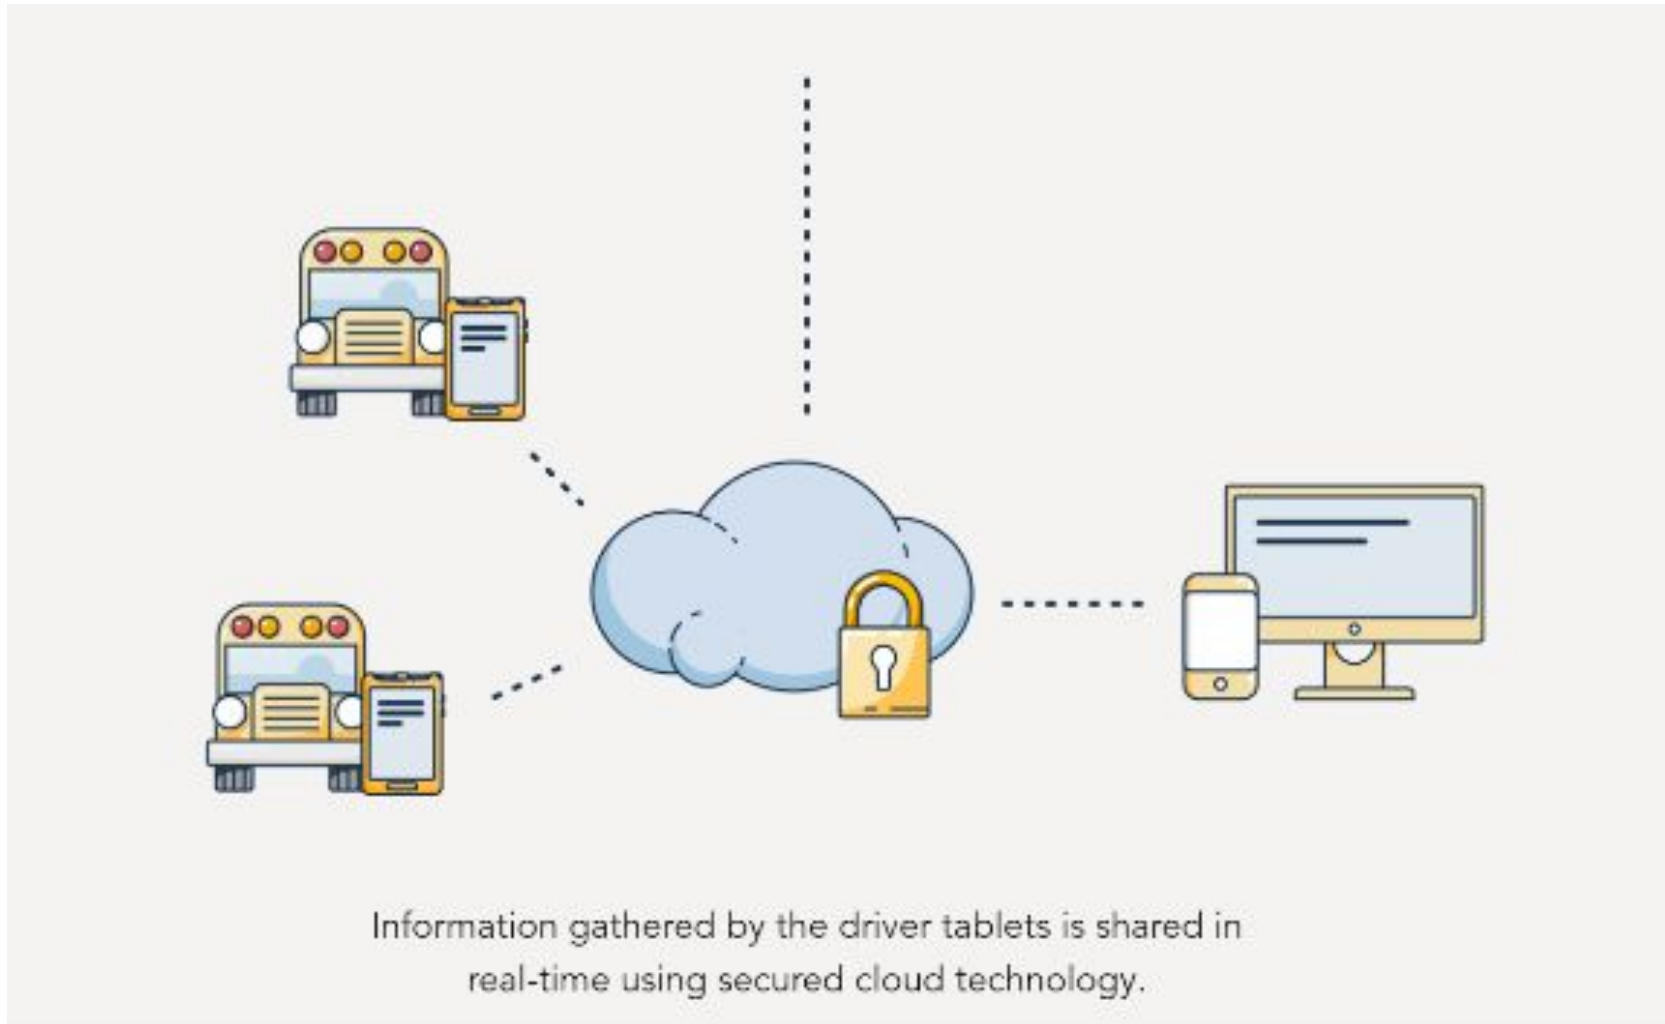 Information gathered by the driver tablets is shared in
real-time using secured cloud technology.